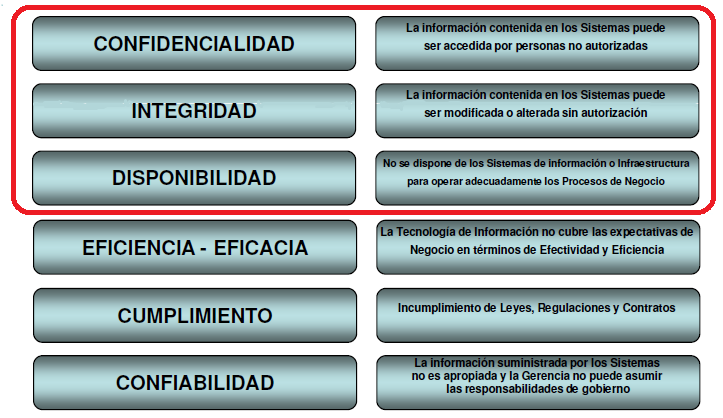 CONFIDENCIALIDAD
La información contenida en los Sistemas puede
ser accedida por personas no autorizadas
INTEGRIDAD
La información contenida en los Sistemas puede
ser modificada o alterada sin autorización
DISPONIBILIDAD
No se dispone de los Sistemas de información o Infraestructura
para operar adecuadamente los Procesos de Negocio
EFICIENCIA - EFICACIA
La Tecnología de Información no cubre las expectativas de
Negocio en términos de Efectividad y Eficiencia
CUMPLIMIENTO
Incumplimiento de Leyes, Regulaciones y Contratos
CONFIABILIDAD
La información suministrada por los Sistemas
no es apropiada y la Gerencia no puede asumir
las responsabilidades de gobierno